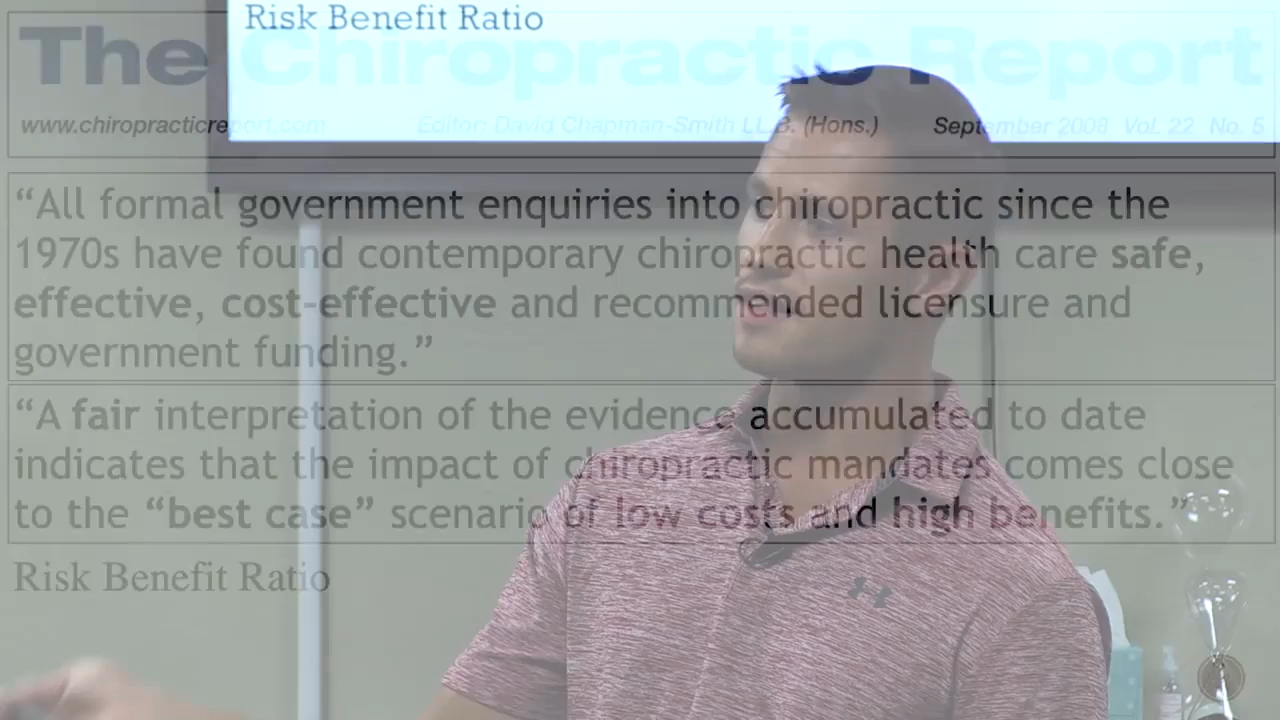 Risk Benefit Ratio
The Chiropractic Report
www.chiropracticreport.com Editor: David Chapman-Smith LL.B. (Hons.) September 2008 Vol. 22 No. 5
“All formal government enquiries into chiropractic since the
1970s have found contemporary chiropractic health care safe,
effective, cost-effective and recommended licensure and
government funding.”
“A fair interpretation of the evidence accumulated to date
indicates that the impact of chiropractic mandates comes close
to the “best case” scenario of low costs and high benefits.”
Risk Benefit Ratio